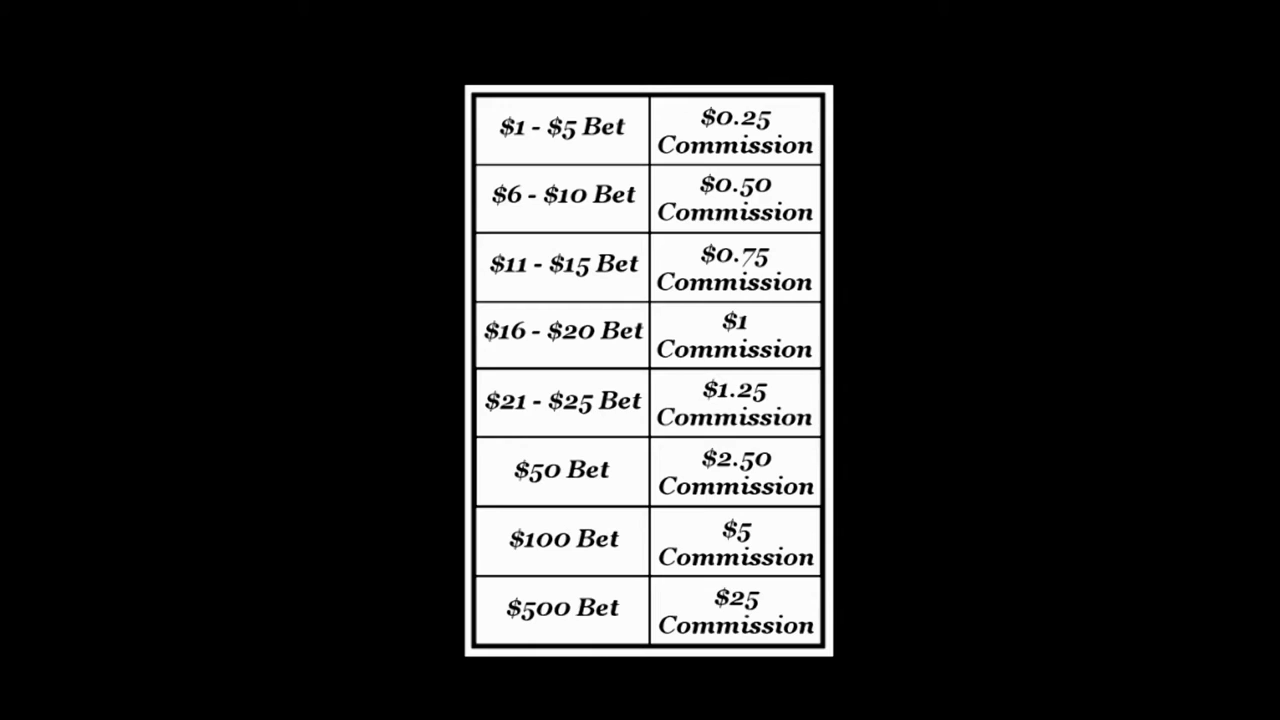 $1 - $5 Bet
$0.25
Commission
$6 - $10 Bet
$0.50
Commission
$11 - $15 Bet
$0.75
Commission
$16 - $20 Bet
$1
Commission
$21 - $25 Bet
$1.25
Commission
$50 Bet
$2.50
Commission
$100 Bet
$5
Commission
$500 Bet
$25
Commission